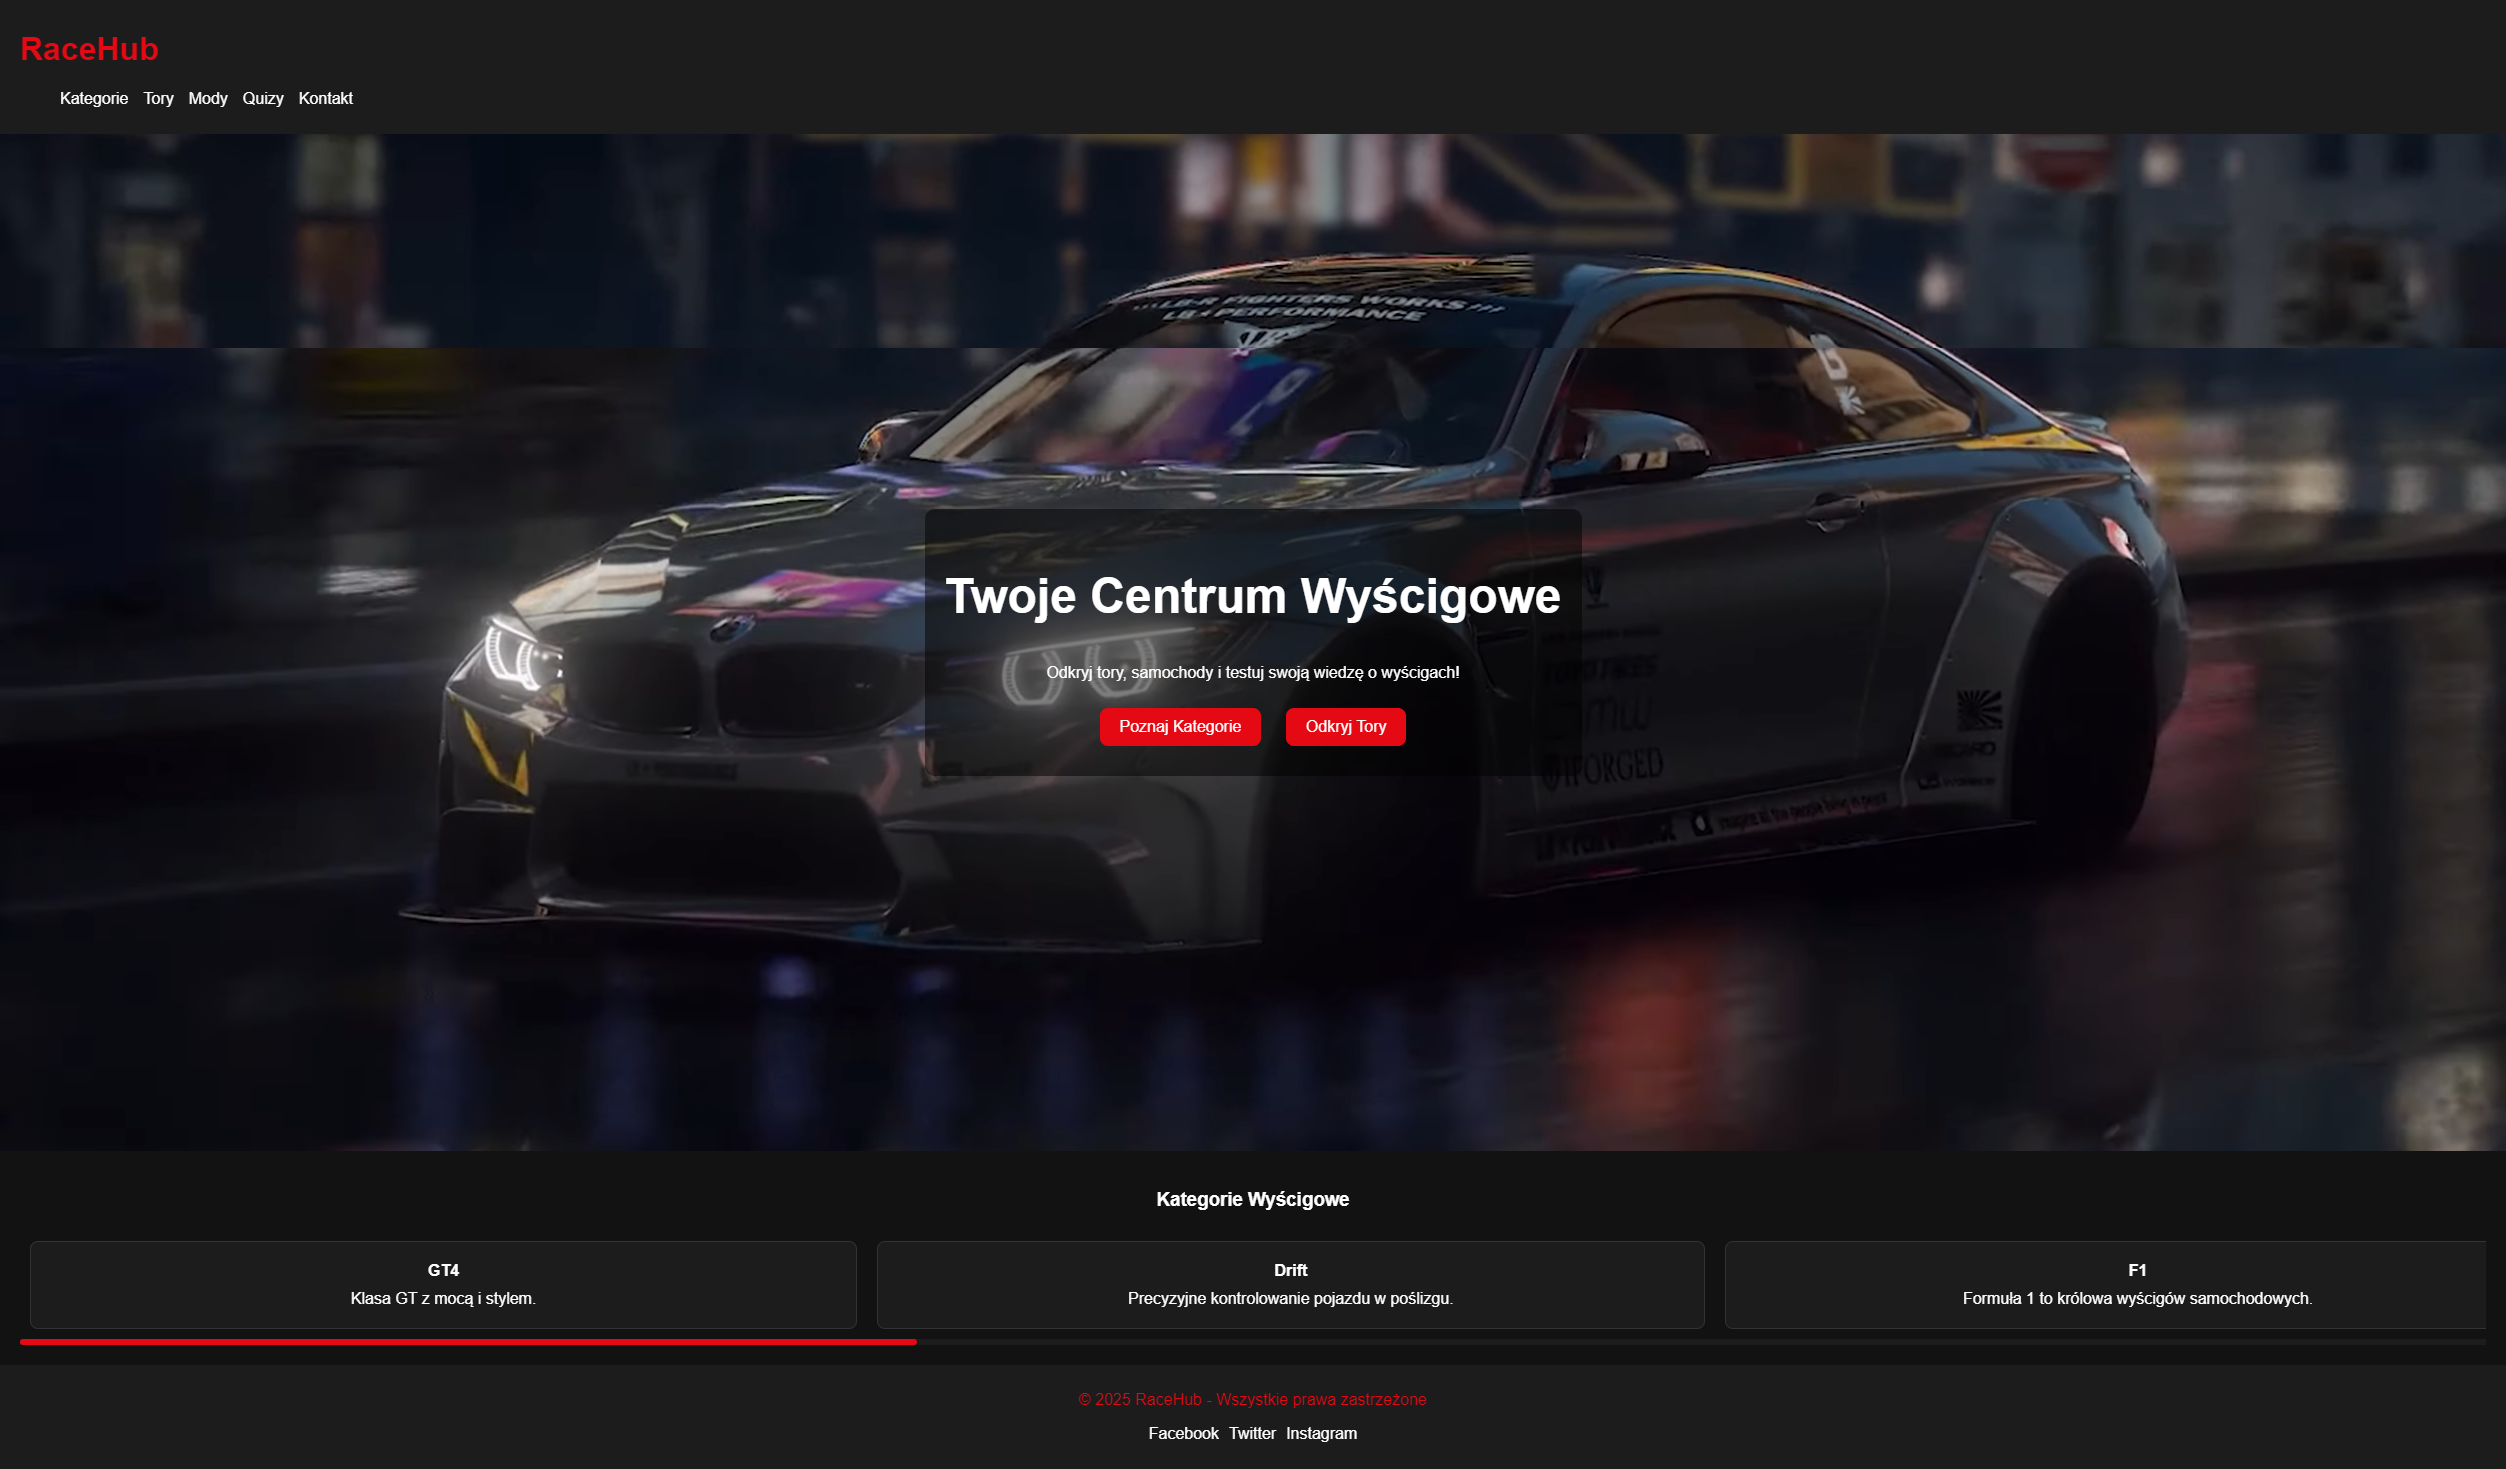 RaceHub
Kategorie Tory Mody Quizy Kontakt
LB-R FIGHTERS WORKS
PERFORMANCE
Twoje Centrum Wyścigowe
Odkryj tory, samochody i testuj swoją wiedzę o wyścigach!
Poznaj Kategorie Odkryj Tory
IFORGED
Kategorie Wyścigowe
GT4 Drift F1
Klasa GT z mocą i stylem. Precyzyjne kontrolowanie pojazdu w poślizgu. Formuła 1 to królowa wyścigów samochodowych.
© 2025 RaceHub - Wszystkie prawa zastrzeżone
Facebook Twitter Instagram